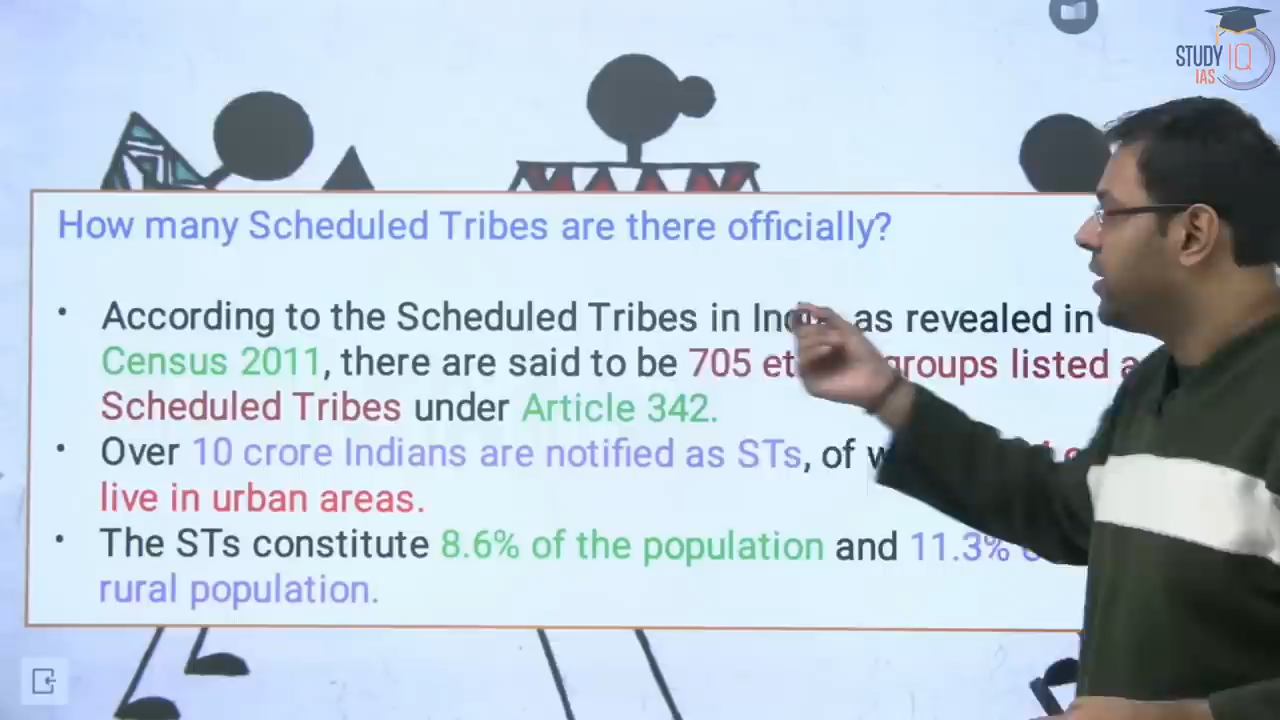 STUDY IQ
IAS
How many Scheduled Tribes are there officially?
• According to the Scheduled Tribes in as revealed in
Census 2011, there are said to be 705 groups listed
Scheduled Tribes under Article 342.
• Over 10 crore Indians are notified as STs, of
live in urban areas.
• The STs constitute 8.6% of the population and 11.3%
rural population.